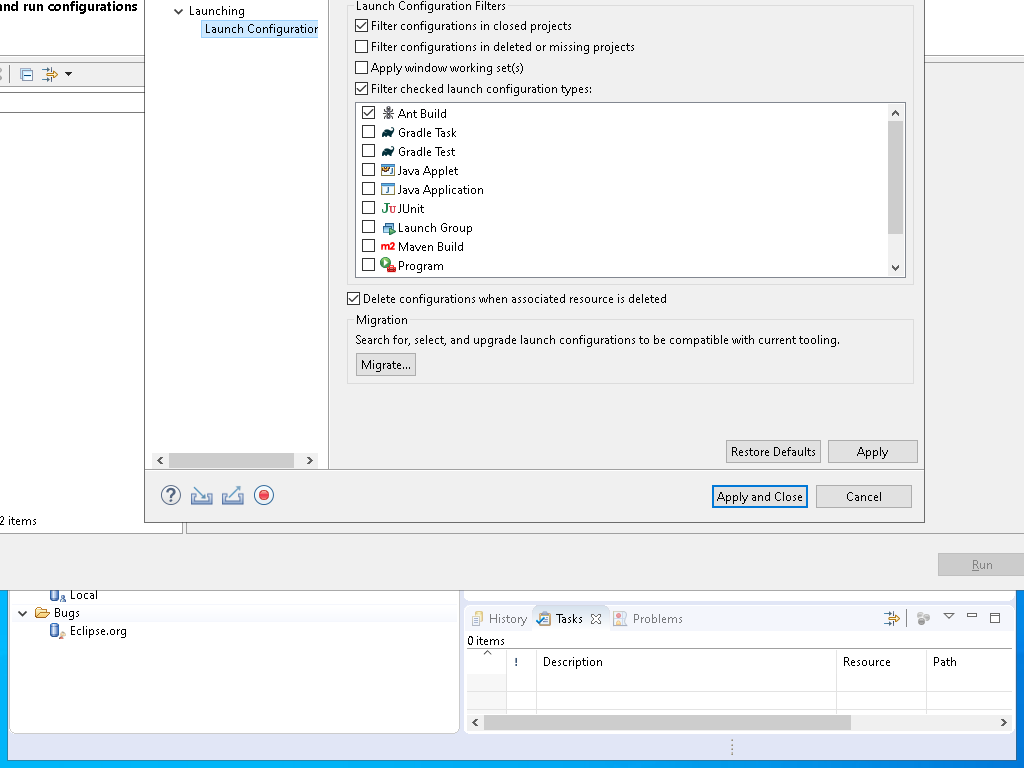 and run configurations
Launching
Launch Configuration
Launch Configuration Filters
Filter configurations in closed projects
Filter configurations in deleted or missing projects
Apply window working set(s)
Filter checked launch configuration types:
Ant Build
Gradle Task
Gradle Test
Java Applet
Java Application
JUnit
Launch Group
m2 Maven Build
Program
Delete configurations when associated resource is deleted
Migration
Search for, select, and upgrade launch configurations to be compatible with current tooling.
Migrate...
Restore Defaults
Apply
Apply and Close
Cancel
2 items
Run
Local
Bugs
Eclipse.org
History
Tasks
Problems
0 items
!
Description
Resource
Path